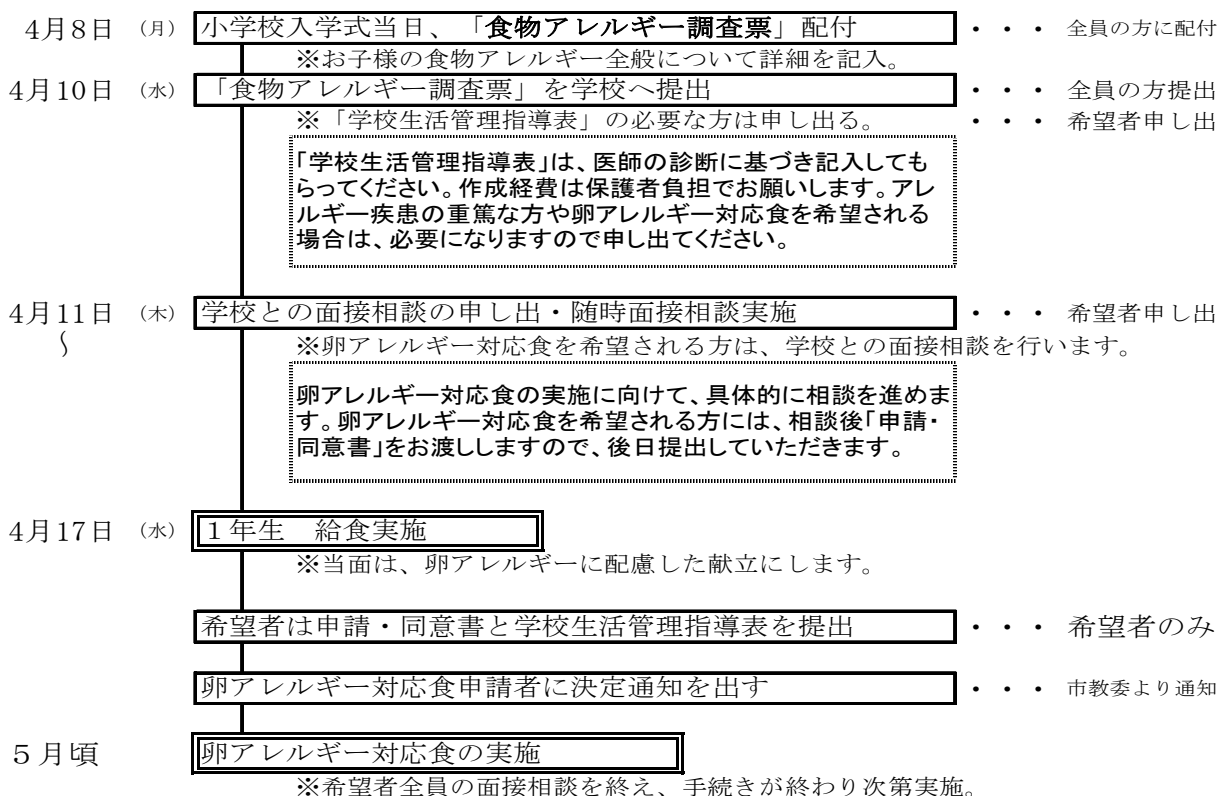 4月8日 （月） 小学校入学式当日、「食物アレルギー調査票」配付 ・・・ 全員の方に配付
※お子様の食物アレルギー全般について詳細を記入。
4月10日 （水） 「食物アレルギー調査票」を学校へ提出 ・・・ 全員の方提出
※「学校生活管理指導表」の必要な方は申し出る。 ・・・ 希望者申し出
「学校生活管理指導表」は、医師の診断に基づき記入しても
らってください。作成経費は保護者負担でお願いします。アレ
ルギー疾患の重篤な方や卵アレルギー対応食を希望される
場合は、必要になりますので申し出てください。
4月11日 （木） 学校との面接相談の申し出・随時面接相談実施 ・・・ 希望者申し出
～ ※卵アレルギー対応食を希望される方は、学校との面接相談を行います。
卵アレルギー対応食の実施に向けて、具体的に相談を進めま
す。卵アレルギー対応食を希望される方には、相談後「申請・
同意書」をお渡ししますので、後日提出していただきます。
4月17日 （水） １年生　給食実施
※当面は、卵アレルギーに配慮した献立にします。
希望者は申請・同意書と学校生活管理指導表を提出 ・・・ 希望者のみ
卵アレルギー対応食申請者に決定通知を出す ・・・ 市教委より通知
５月頃 卵アレルギー対応食の実施
※希望者全員の面接相談を終え、手続きが終わり次第実施。